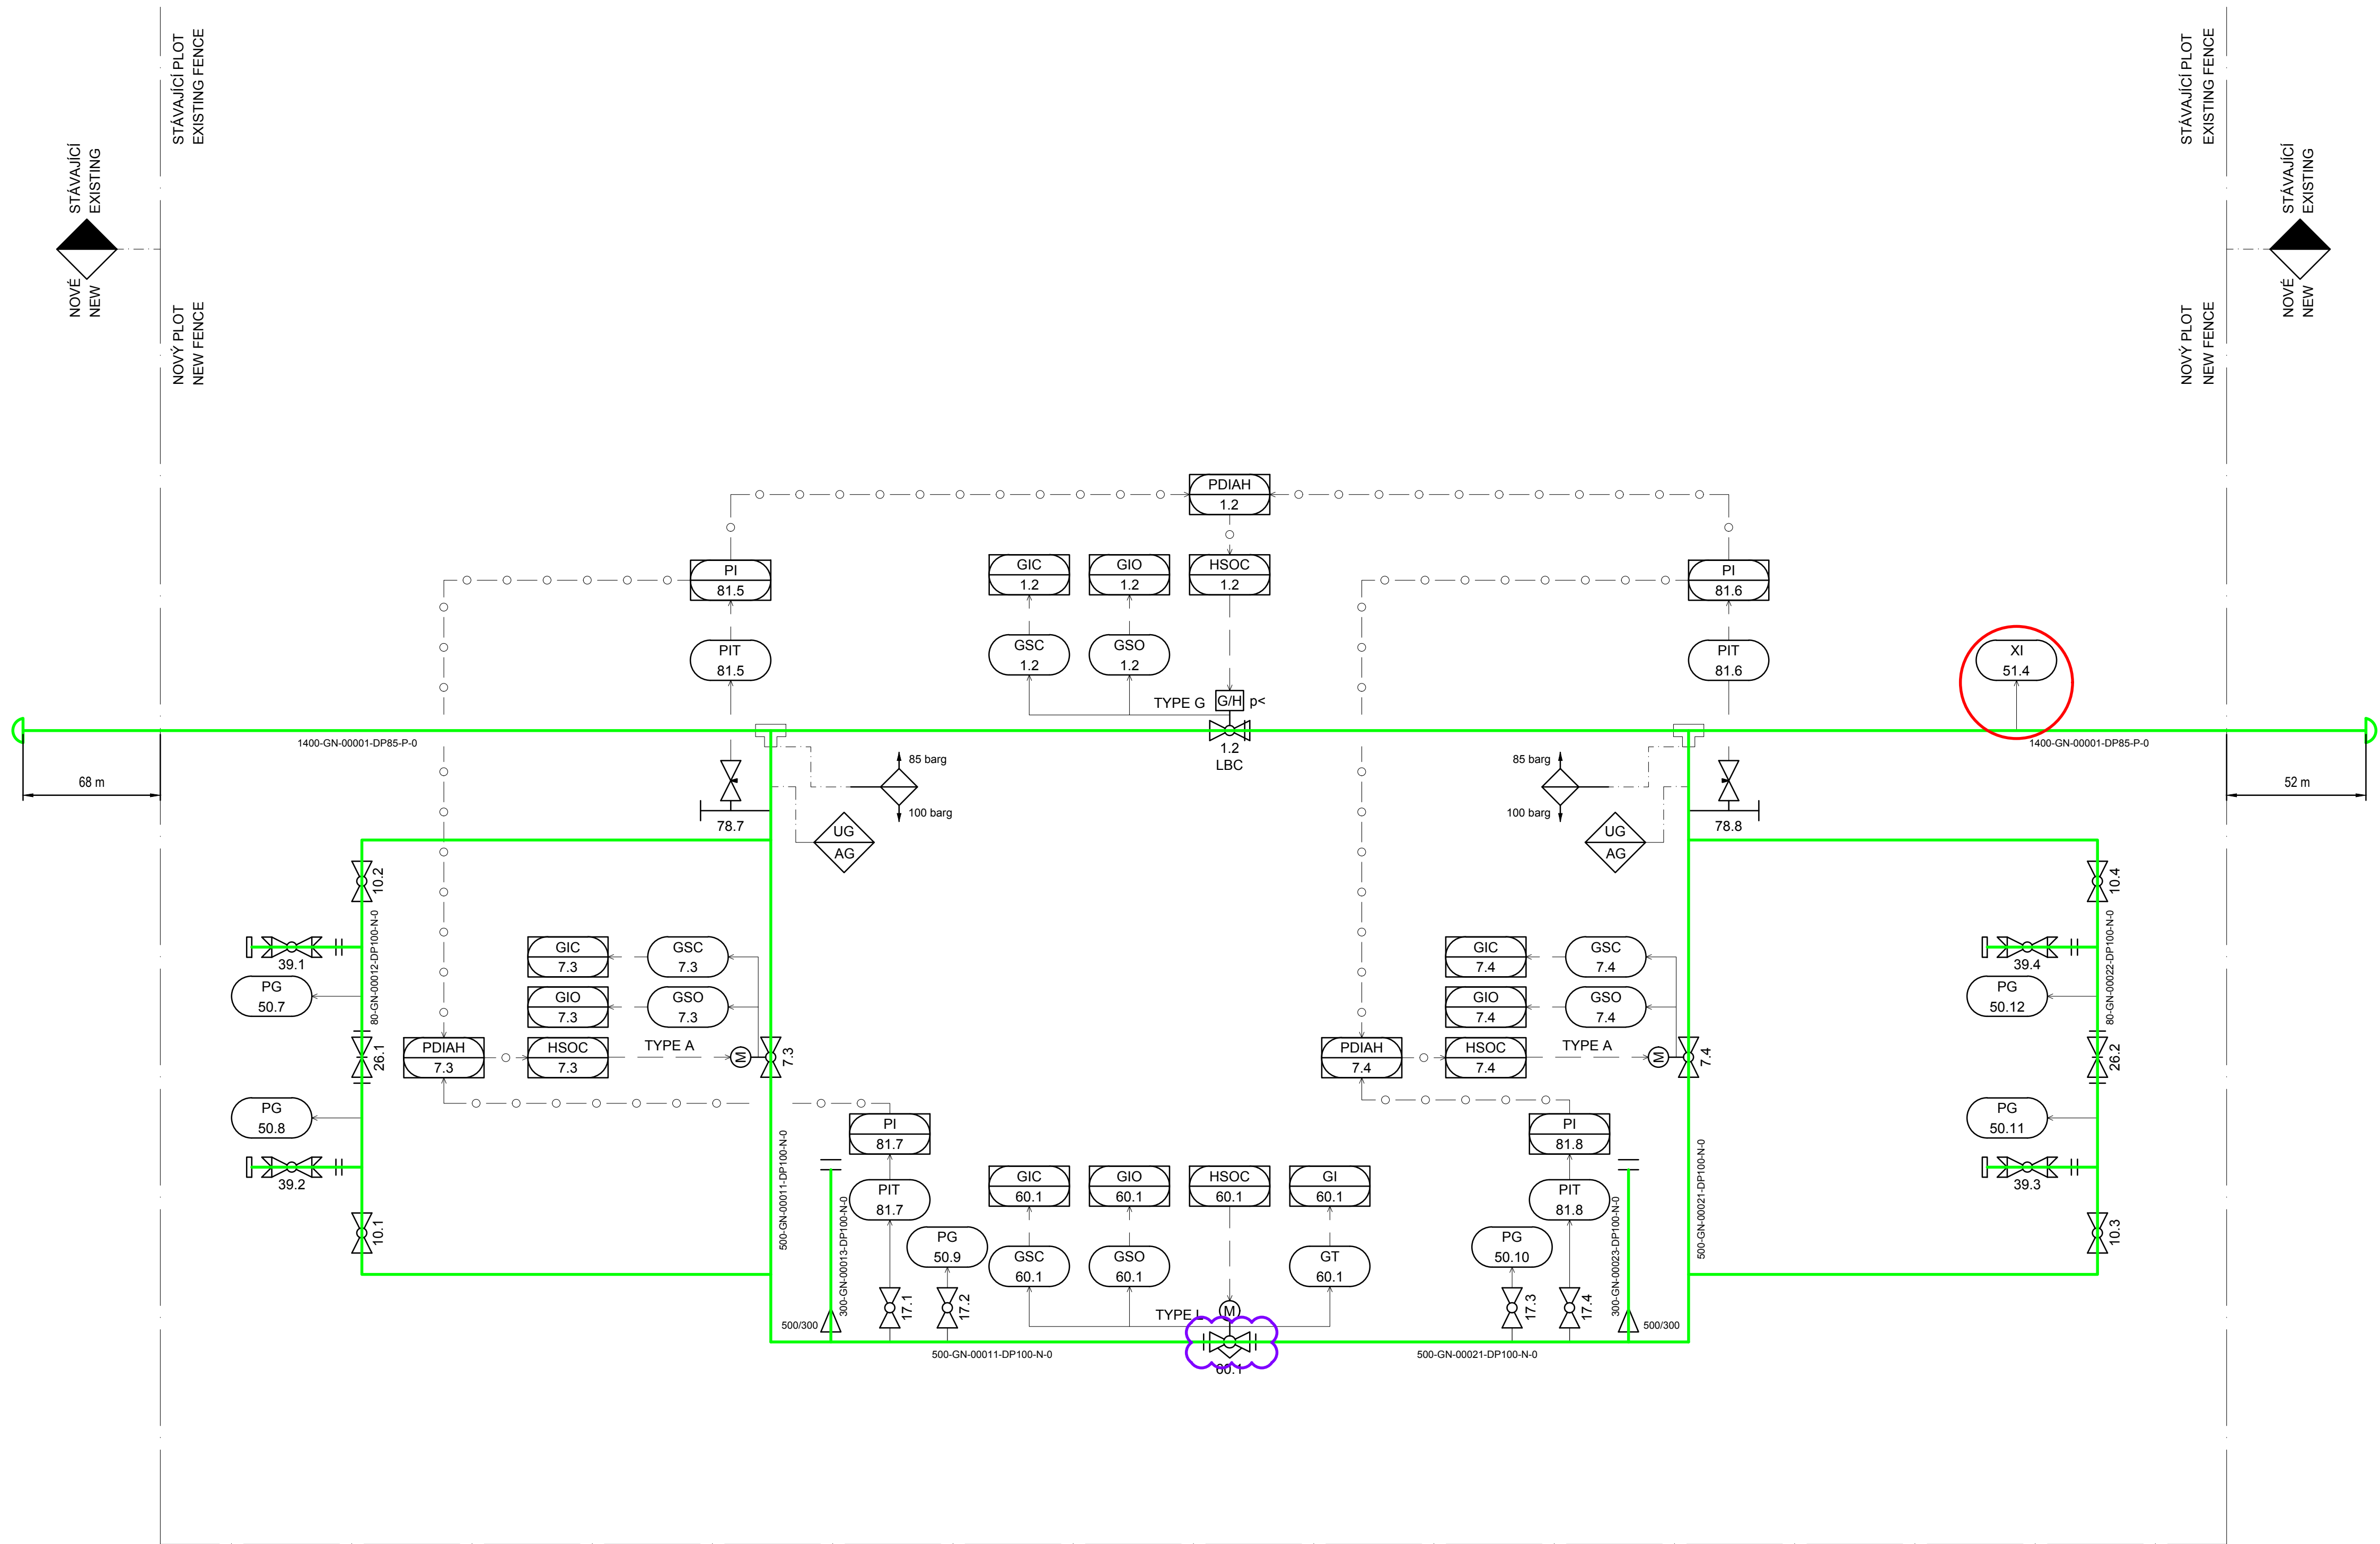 STÁVAJÍCÍ PLOT
EXISTING FENCE
STÁVAJÍCÍ PLOT
EXISTING FENCE
STÁVAJÍCÍ
EXISTING
STÁVAJÍCÍ
EXISTING
NOVÉ
NEW
NOVÉ
NEW
NOVÝ PLOT
NEW FENCE
NOVÝ PLOT
NEW FENCE
PDIAH
1.2
PI
81.5
GIC
1.2
GIO
1.2
HSOC
1.2
PI
81.6
PIT
81.5
GSC
1.2
GSO
1.2
PIT
81.6
XI
51.4
TYPE G
G/H
p<
1400-GN-00001-DP85-P-0
1.2
LBC
1400-GN-00001-DP85-P-0
68 m
85 barg
100 barg
85 barg
100 barg
52 m
78.7
UG
AG
UG
AG
78.8
10.2
10.4
80-GN-00012-DP100-N-0
80-GN-00022-DP100-N-0
39.1
GIC
7.3
GSC
7.3
GIC
7.4
GSC
7.4
39.4
PG
50.7
GIO
7.3
GSO
7.3
GIO
7.4
GSO
7.4
PG
50.12
26.1
PDIAH
7.3
HSOC
7.3
TYPE A
M
7.3
PDIAH
7.4
HSOC
7.4
TYPE A
M
7.4
26.2
PG
50.8
PI
81.7
PI
81.8
PG
50.11
39.2
500-GN-00011-DP100-N-0
300-GN-00013-DP100-N-0
PIT
81.7
GIC
60.1
GIO
60.1
HSOC
60.1
GI
60.1
PIT
81.8
300-GN-00023-DP100-N-0
500-GN-00021-DP100-N-0
39.3
10.1
PG
50.9
GSC
60.1
GSO
60.1
GT
60.1
PG
50.10
10.3
500/300
17.1
17.2
TYPE L
M
17.3
17.4
500/300
500-GN-00011-DP100-N-0
60.1
500-GN-00021-DP100-N-0